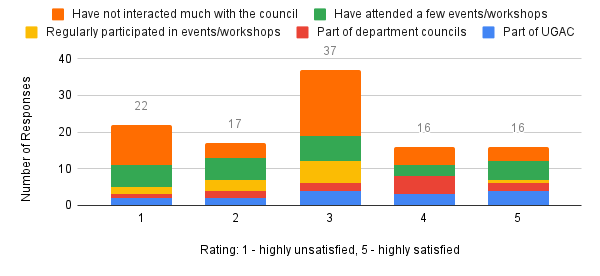 Have not interacted much with the council Have attended a few events/workshops
Regularly participated in events/workshops Part of department councils Part of UGAC
37
40
22
17
16 16
30
20
10
0
Number of Responses
1 2 3 4 5
Rating: 1 - highly unsatisfied, 5 - highly satisfied